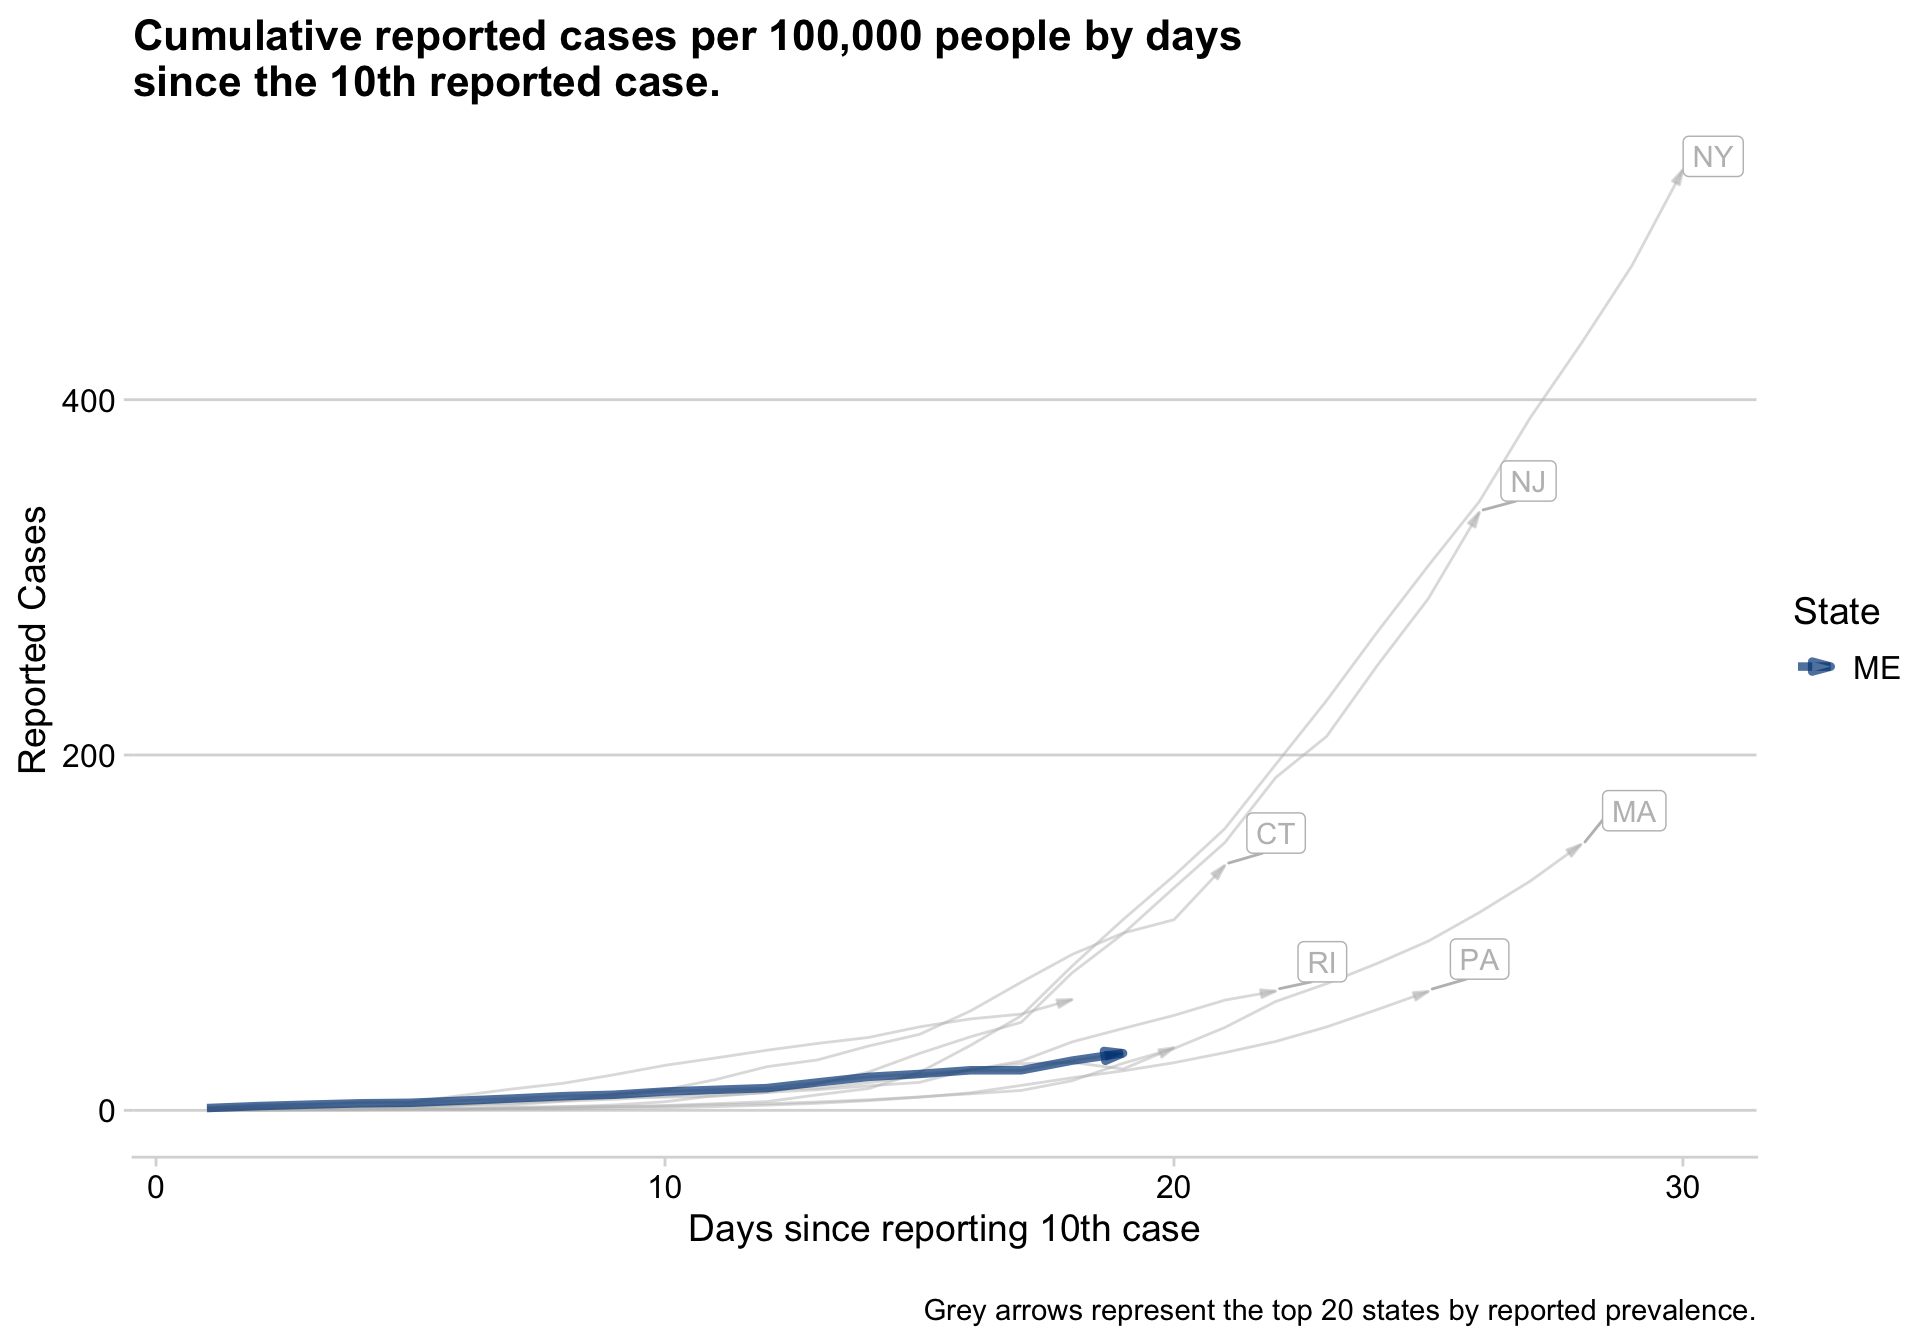 Cumulative reported cases per 100,000 people by days
since the 10th reported case.
NY
400
NJ
Reported Cases
State
ME
200
MA
CT
RI
PA
0
0
10
20
30
Days since reporting 10th case
Grey arrows represent the top 20 states by reported prevalence.